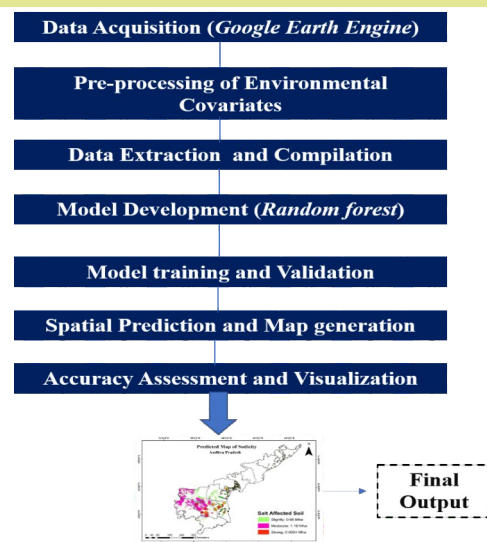 Data Acquisition (Google Earth Engine)
Pre-processing of Environmental
Covariates
Data Extraction and Compilation
Model Development (Random forest)
Model training and Validation
Spatial Prediction and Map generation
Accuracy Assessment and Visualization
Predicted Map of Sodicity
Andhra Pradesh
Salt Affected Soil
Final
Output